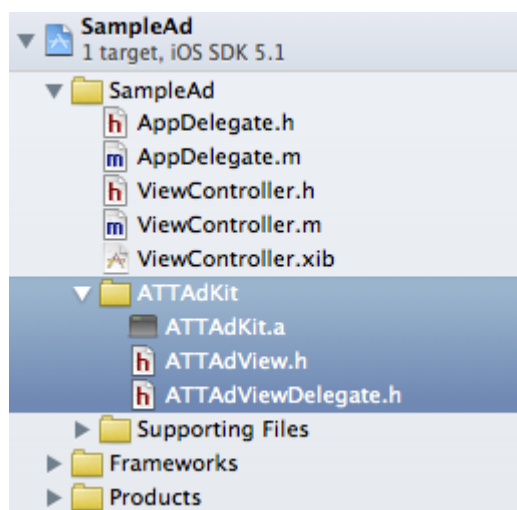 SampleAd
1 target, iOS SDK 5.1
SampleAd
h AppDelegate.h
m AppDelegate.m
h ViewController.h
m ViewController.m
ViewController.xib
ATTAdKit
ATTAdKit.a
h ATTAdView.h
h ATTAdViewDelegate.h
Supporting Files
Frameworks
Products